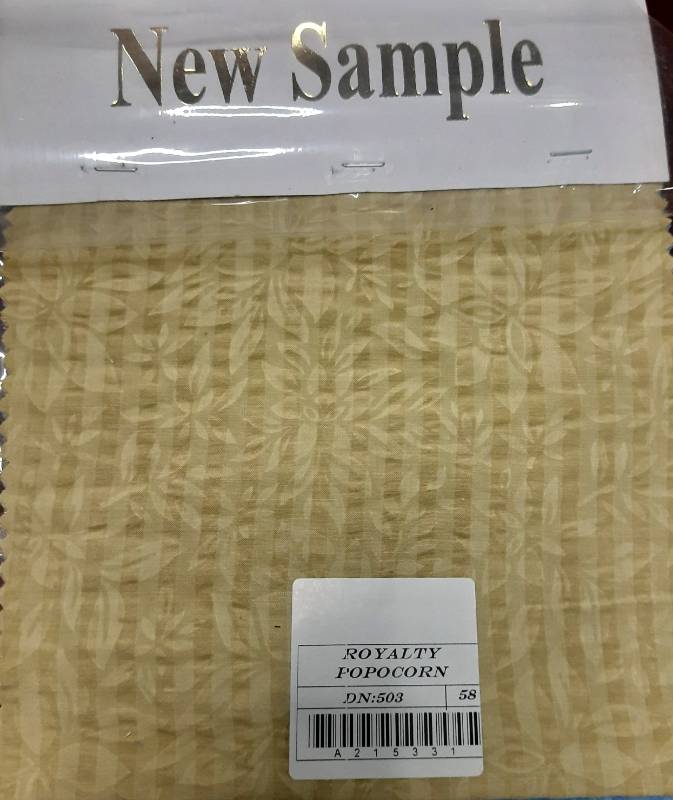 New Sample
ROYALTY
POPOCORN
DN:503 58
A215331